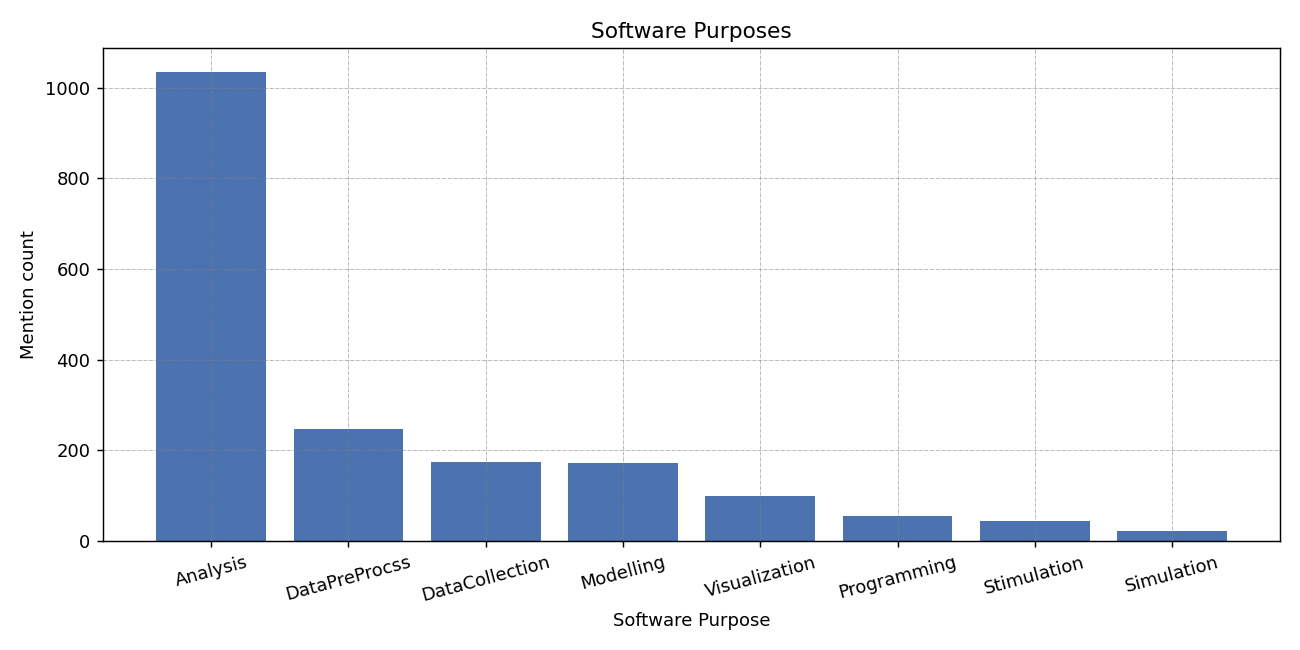 Software Purposes
Mention count
1000
800
600
400
200
0
Analysis
DataPreProcss
DataCollection
Modelling
Visualization
Programming
Stimulation
Simulation
Software Purpose